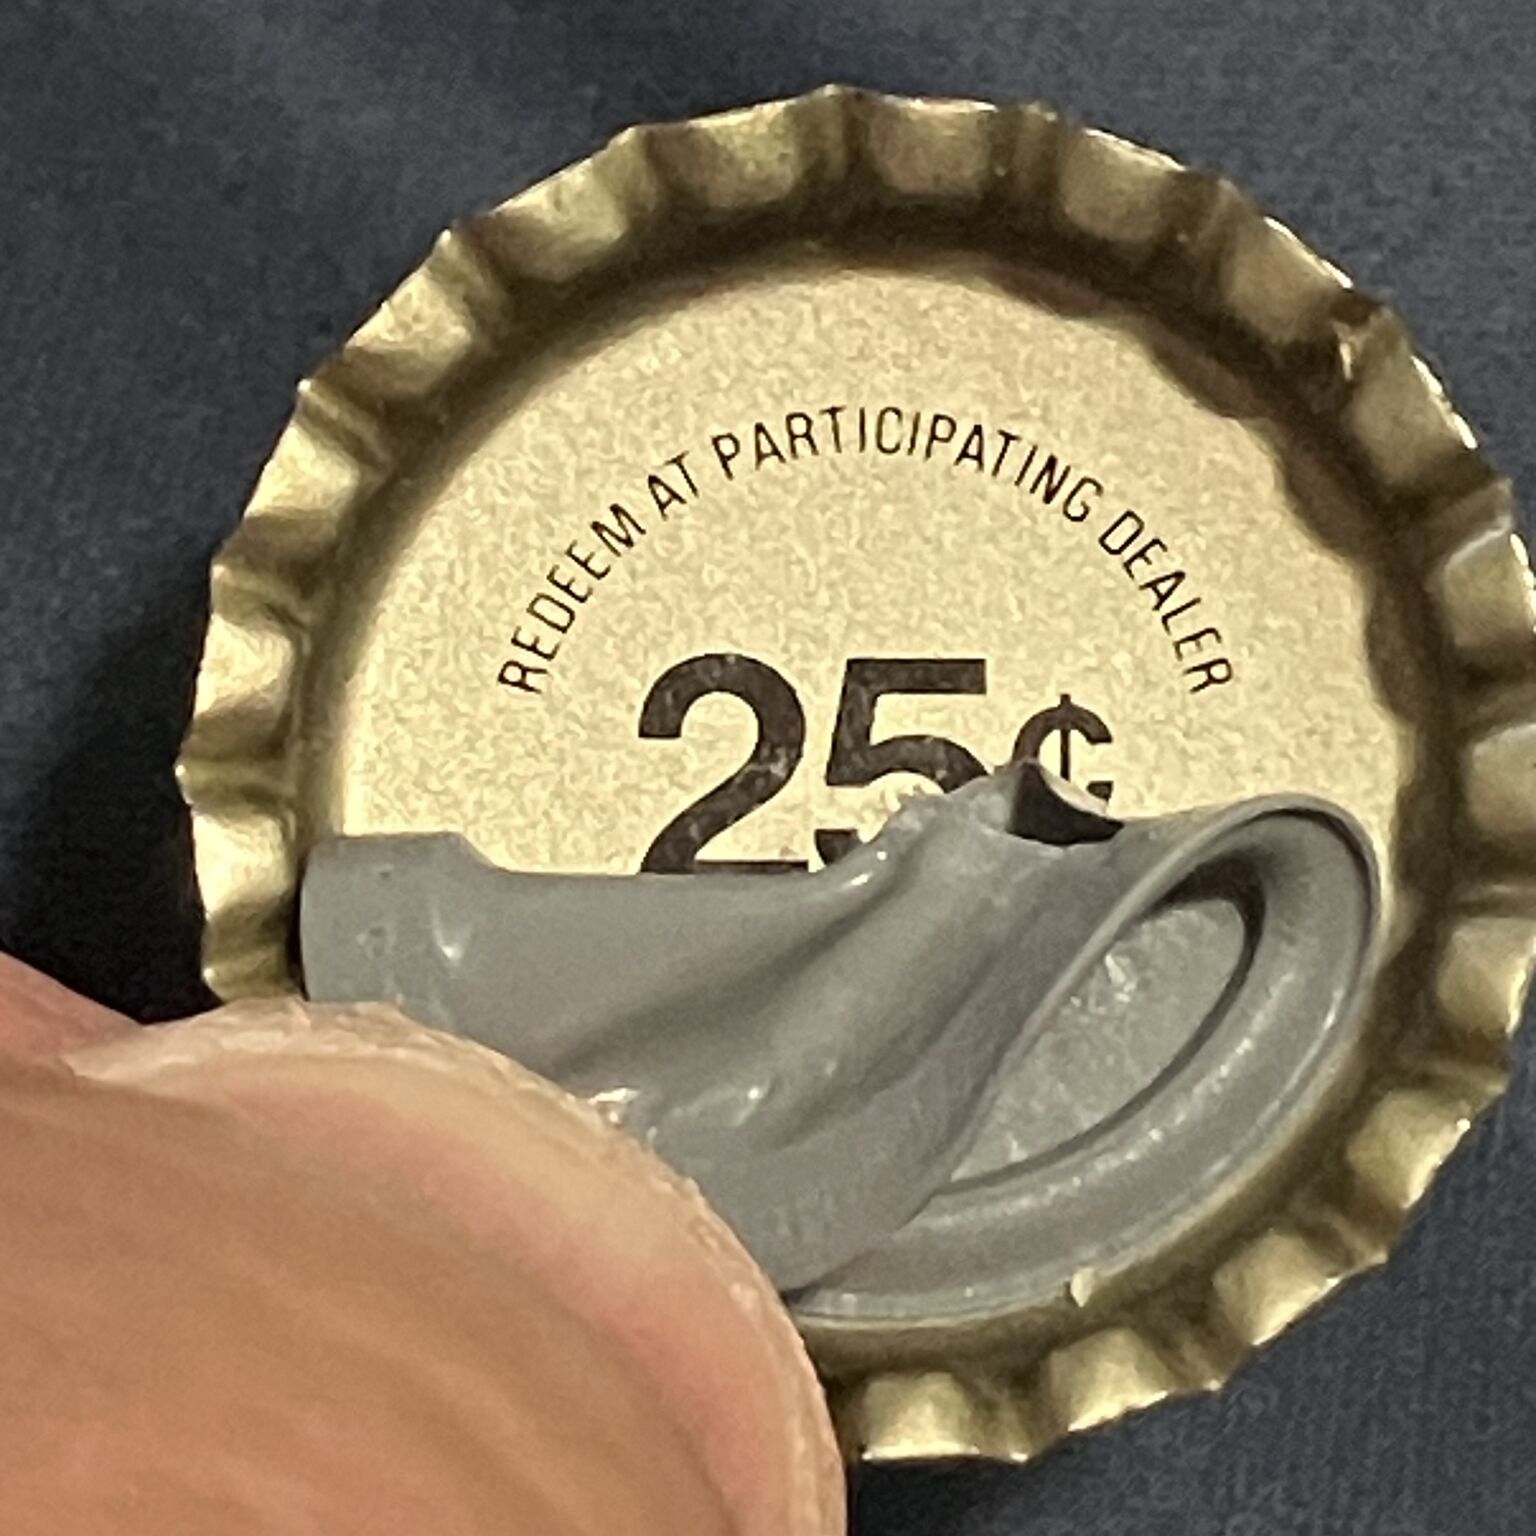 REDEEM AT PARTICIPATING DEALER
25¢